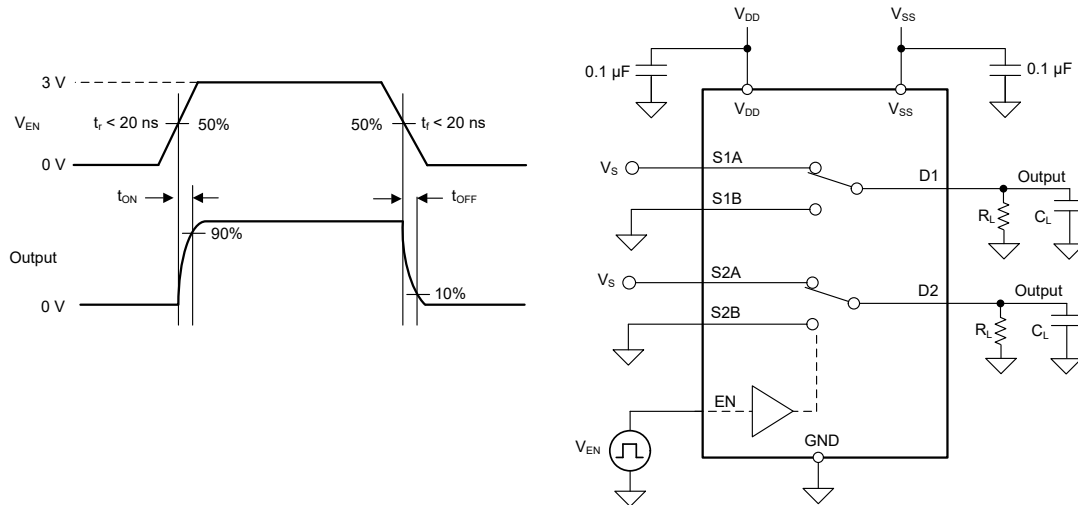 3 V
V_EN
t_r < 20 ns
50%
50%
t_f < 20 ns
0 V
t_ON
t_OFF
90%
Output
10%
0 V
V_DD
V_SS
0.1 µF
0.1 µF
V_DD
V_SS
V_S
S1A
D1
Output
S1B
R_L
C_L
V_S
S2A
D2
Output
S2B
R_L
C_L
EN
V_EN
GND